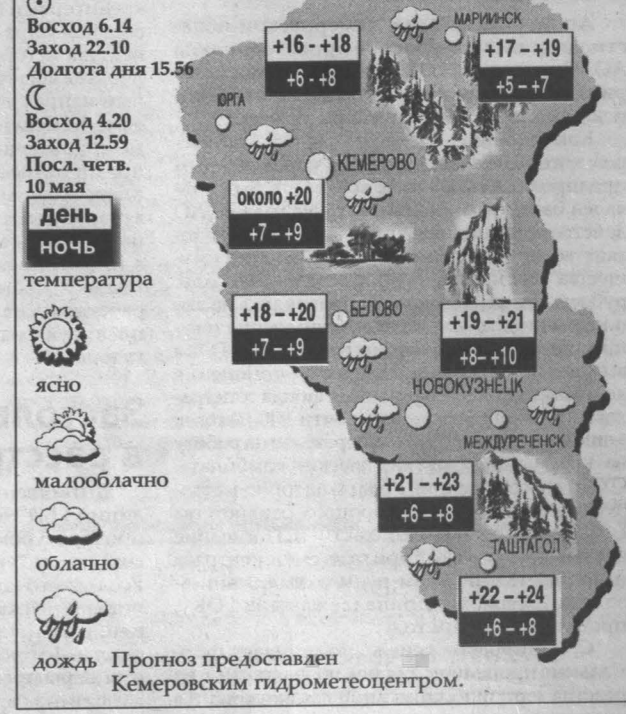 Восход 6.14
Заход 22.10
Долгота дня 15.56
Восход 4.20
Заход 12.59
Посл. четв.
10 мая
день
ночь
температура
ясно
малооблачно
облачно
дождь
МАРИИНСК
+16 - +18
+6 - +8
+17 - +19
+5 - +7
ЮРГА
КЕМЕРОВО
около +20
+7 - +9
+18 - +20
+7 - +9
БЕЛОВО
+19 - +21
+8- +10
НОВОКУЗНЕЦК
МЕЖДУРЕЧЕНСК
+21 - +23
+6 - +8
ТАШТАГОЛ
+22 - +24
+6 - +8
Прогноз предоставлен
Кемеровским гидрометеоцентром.